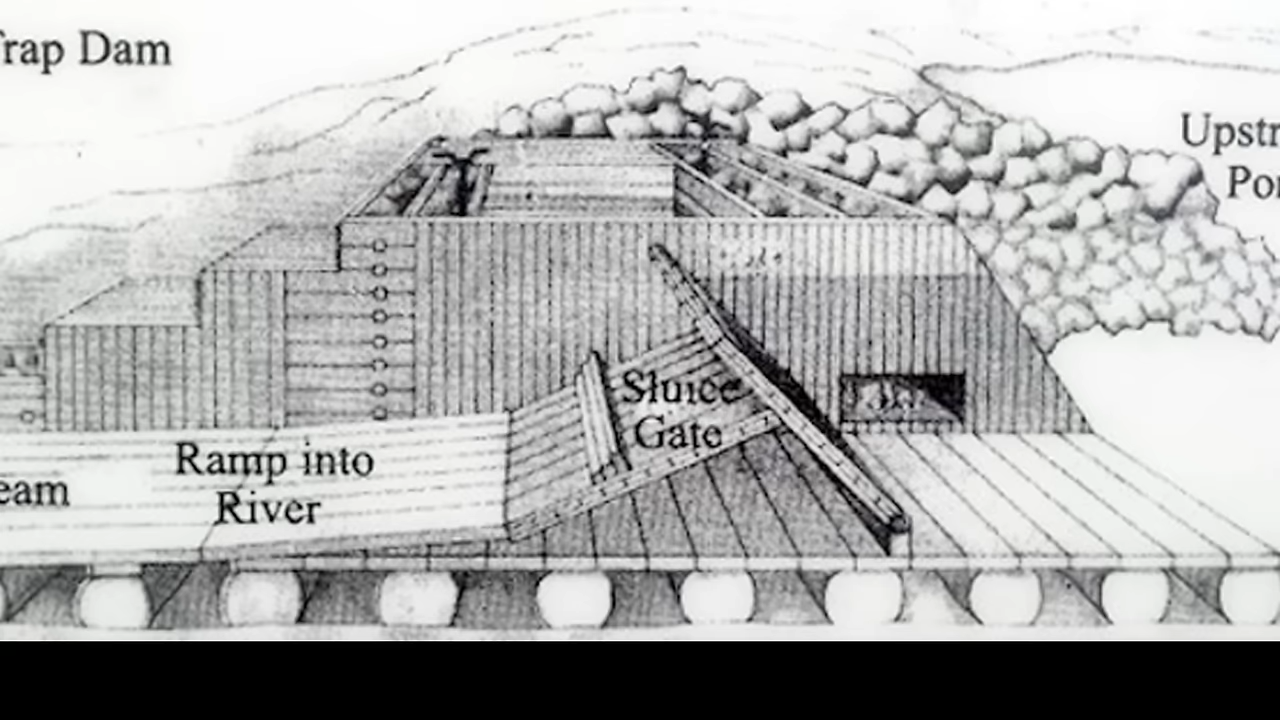 rap Dam
Upstr
Po
Sluice
Gate
Ramp into
River
eam